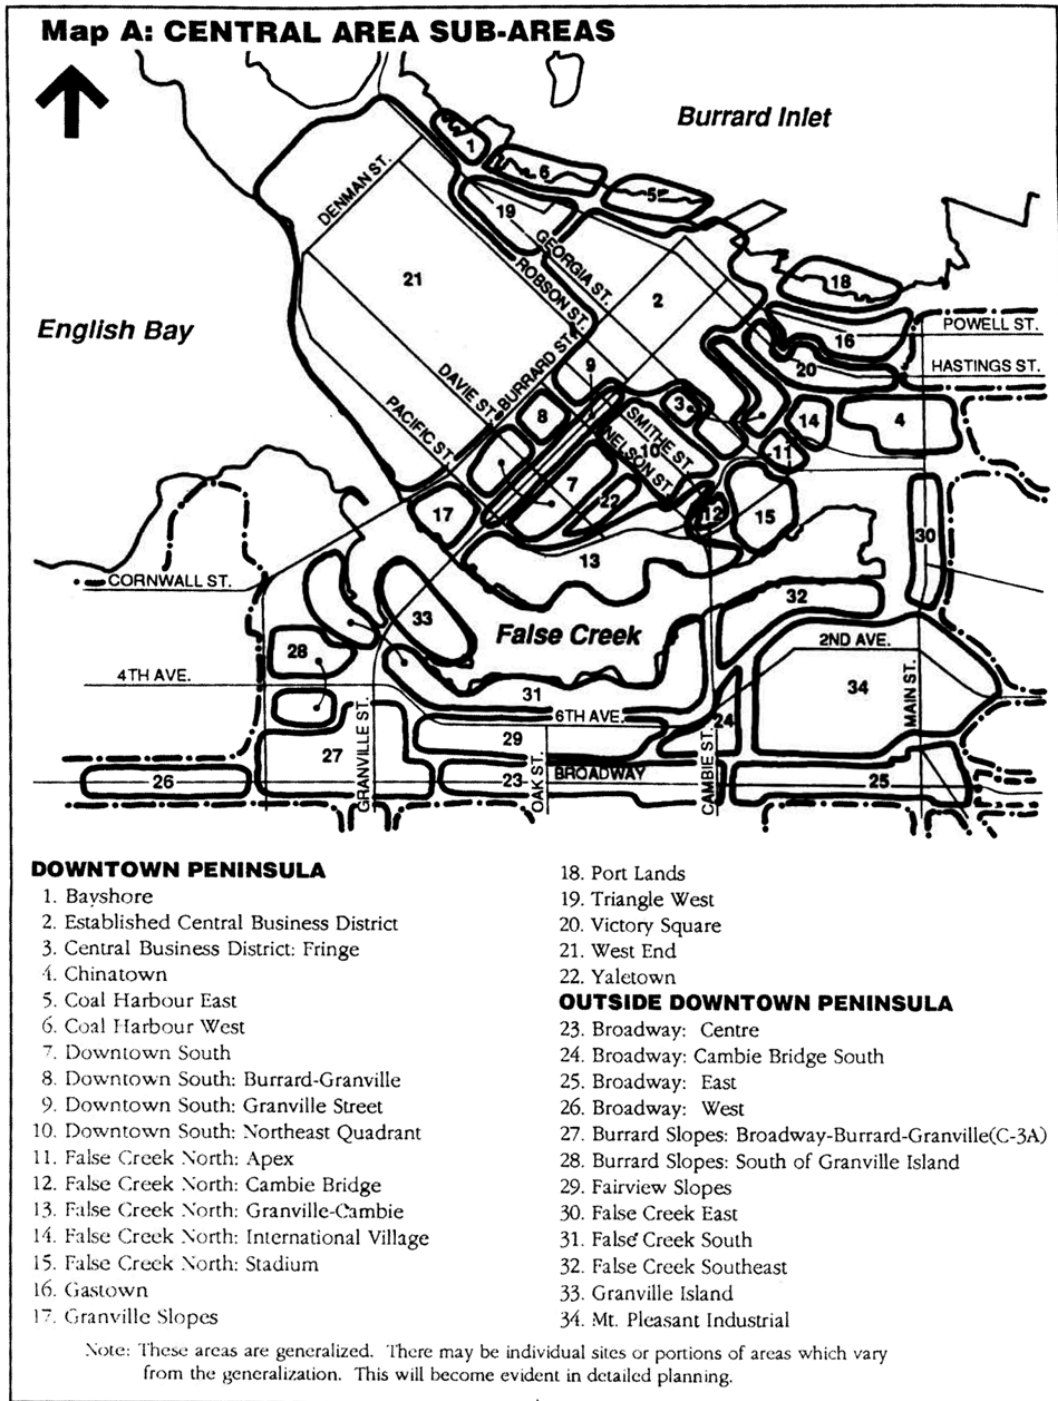 Map A: CENTRAL AREA SUB-AREAS
Burrard Inlet
English Bay
1
6
5
19
DENMAN ST.
GEORGIA ST.
ROBSON ST.
21
2
18
POWELL ST.
16
HASTINGS ST.
20
BURRARD ST.
DAVIE ST.
PACIFIC ST.
9
8
3
SMITHE ST.
NELSON ST.
10
14
4
11
7
22
17
12
15
13
30
CORNWALL ST.
33
False Creek
32
2ND AVE.
28
4TH AVE.
31
34
MAIN ST.
6TH AVE.
24
GRANVILLE ST.
27
29
OAK ST.
BROADWAY
CAMBIE ST.
26
23
25
DOWNTOWN PENINSULA
1. Bayshore
2. Established Central Business District
3. Central Business District: Fringe
4. Chinatown
5. Coal Harbour East
6. Coal Harbour West
7. Downtown South
8. Downtown South: Burrard-Granville
9. Downtown South: Granville Street
10. Downtown South: Northeast Quadrant
11. False Creek North: Apex
12. False Creek North: Cambie Bridge
13. False Creek North: Granville-Cambie
14. False Creek North: International Village
15. False Creek North: Stadium
16. Gastown
17. Granville Slopes
18. Port Lands
19. Triangle West
20. Victory Square
21. West End
22. Yaletown
OUTSIDE DOWNTOWN PENINSULA
23. Broadway: Centre
24. Broadway: Cambie Bridge South
25. Broadway: East
26. Broadway: West
27. Burrard Slopes: Broadway-Burrard-Granville(C-3A)
28. Burrard Slopes: South of Granville Island
29. Fairview Slopes
30. False Creek East
31. False Creek South
32. False Creek Southeast
33. Granville Island
34. Mt. Pleasant Industrial
Note: These areas are generalized. There may be individual sites or portions of areas which vary
from the generalization. This will become evident in detailed planning.